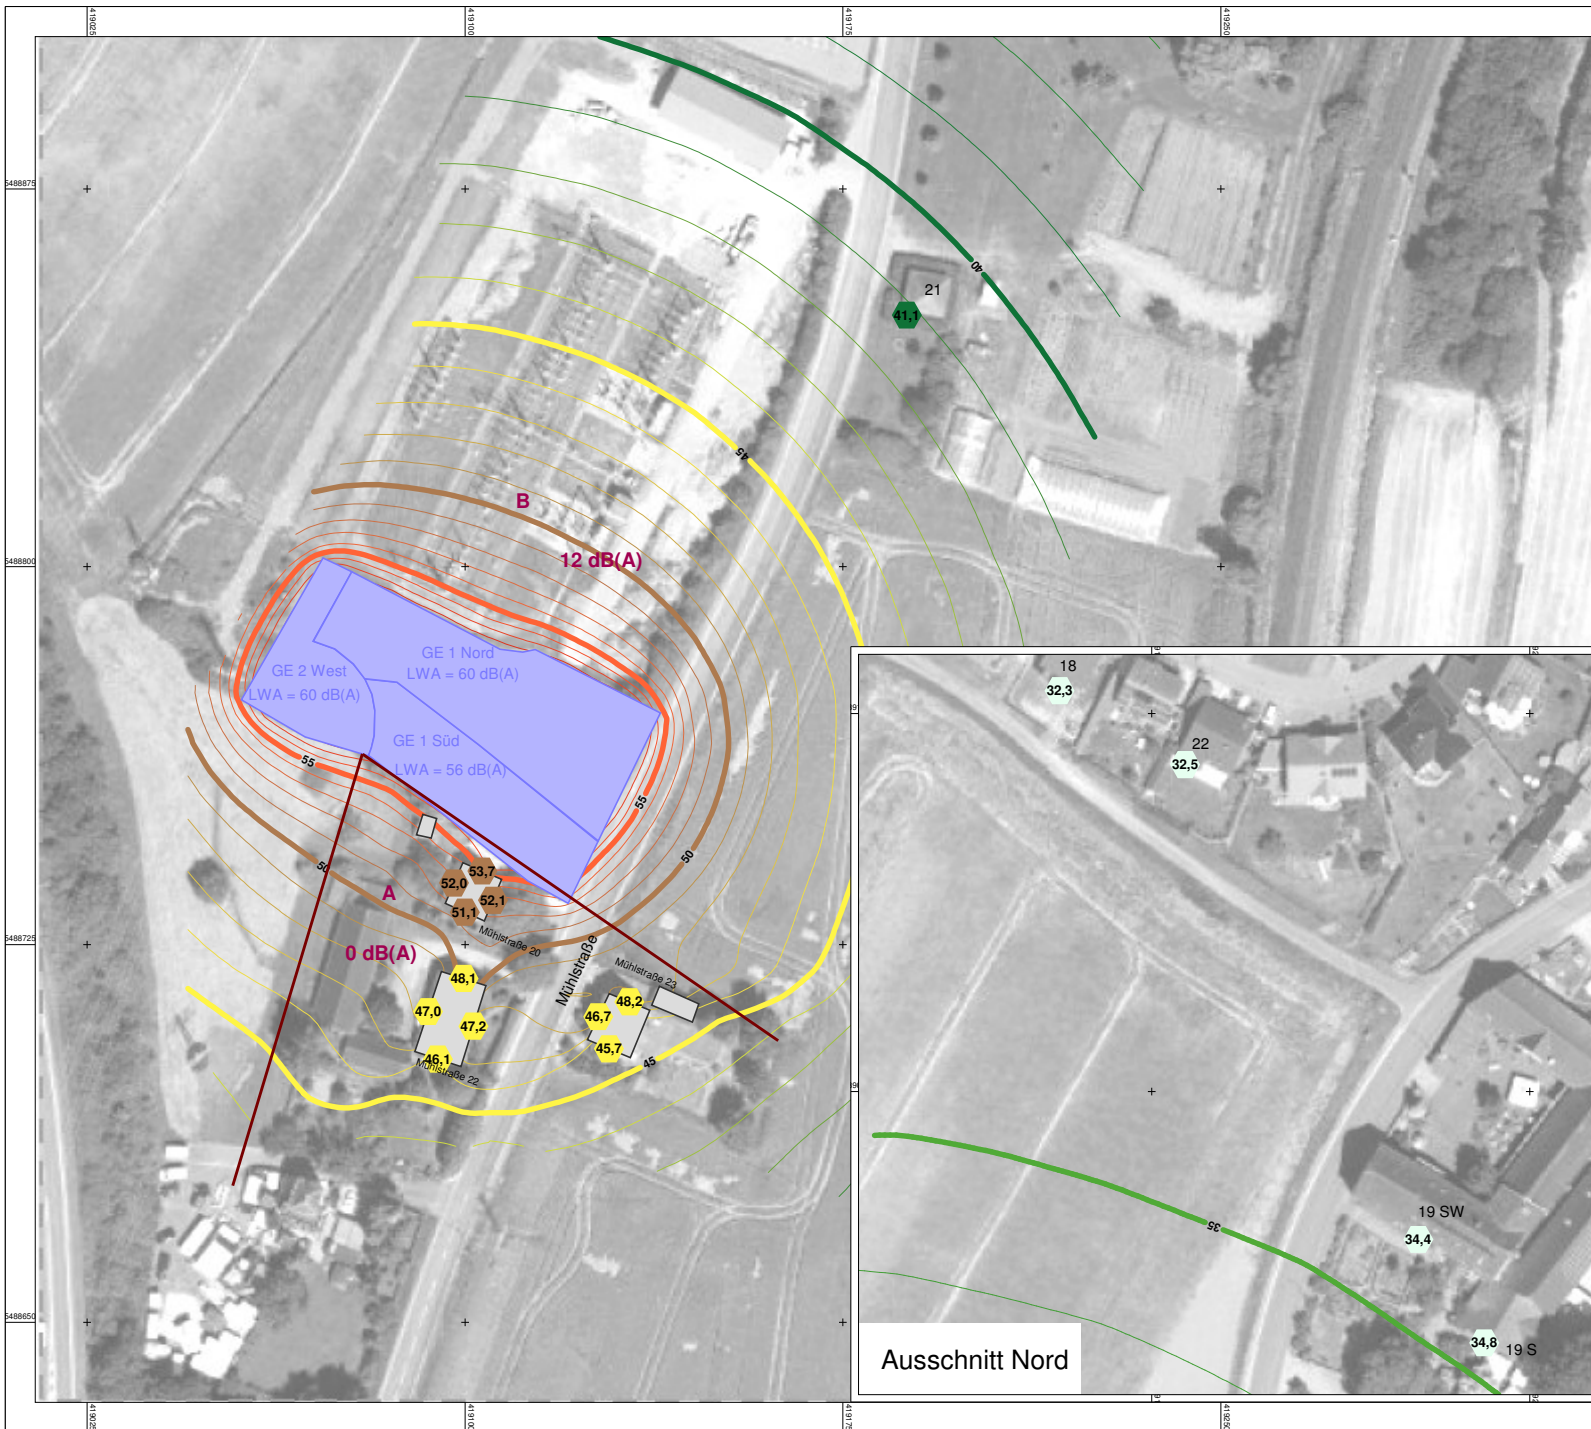 419025
419100
419175
419250
5488875
40
21
41,1
45
B
12 dB(A)
5488800
GE 1 Nord
LWA = 60 dB(A)
GE 2 West
LWA = 60 dB(A)
GE 1 Süd
LWA = 56 dB(A)
55
55
50
50
53,7
52,0
52,1
51,1
A
Mühlstraße 20
5488725
0 dB(A)
Mühlstraße
Mühlstraße 23
48,1
47,0
47,2
46,1
Mühlstraße 22
48,2
46,7
45,7
45
18
32,3
22
32,5
35
19 SW
34,4
34,8
19 S
5488650
Ausschnitt Nord
419025
419100
419175
419250